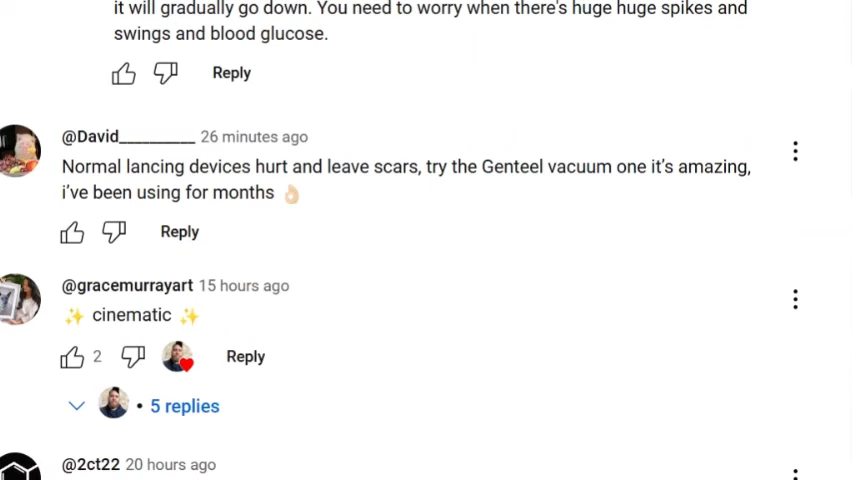 it will gradually go down. You need to worry when there's huge huge spikes and
swings and blood glucose.
Reply
@David__________ 26 minutes ago
Normal lancing devices hurt and leave scars, try the Genteel vacuum one it's amazing,
i've been using for months 👌🏻
Reply
@gracemurrayart 15 hours ago
✨ cinematic ✨
2 Reply
• 5 replies
@2ct22 20 hours ago